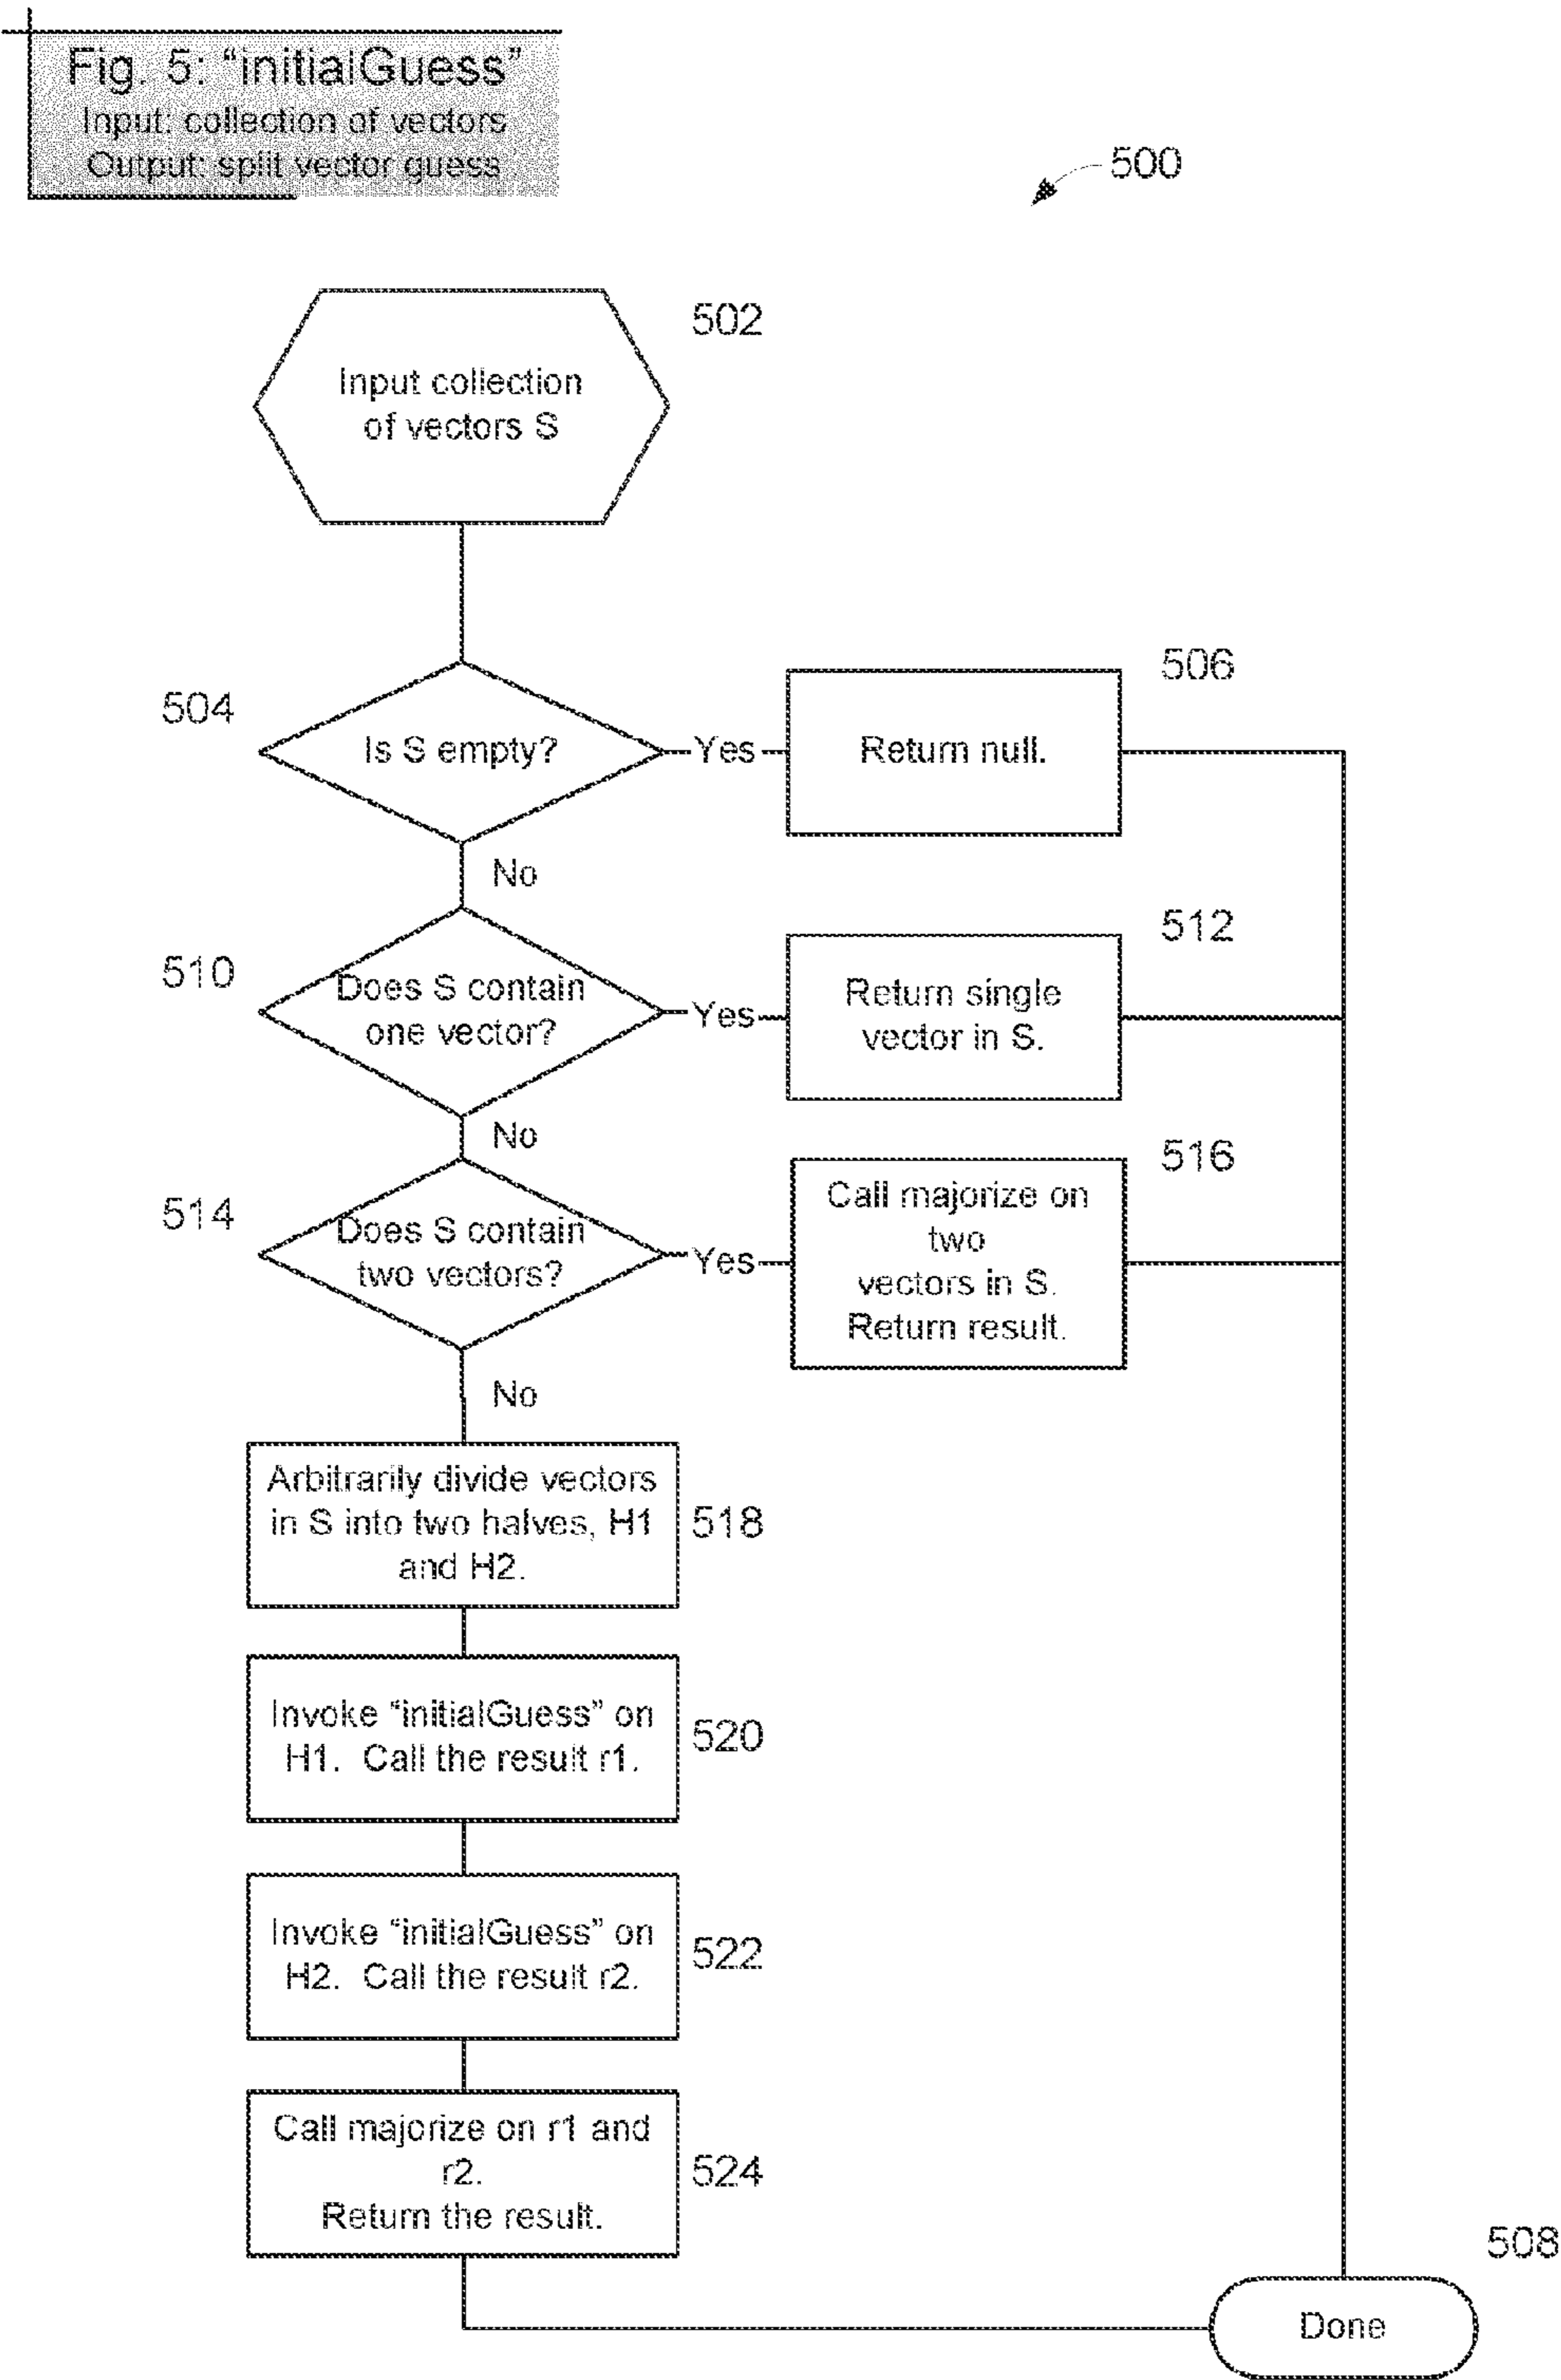 Fig. 5: “initialGuess”
Input: collection of vectors
Output: split vector guess
500
502
Input collection
of vectors S
504
Is S empty?
Yes
506
Return null.
No
510
Does S contain
one vector?
Yes
512
Return single
vector in S.
No
514
Does S contain
two vectors?
Yes
516
Call majorize on
two
vectors in S.
Return result.
No
Arbitrarily divide vectors
in S into two halves, H1
and H2.
518
Invoke “initialGuess” on
H1. Call the result r1.
520
Invoke “initialGuess” on
H2. Call the result r2.
522
Call majorize on r1 and
r2.
Return the result.
524
508
Done